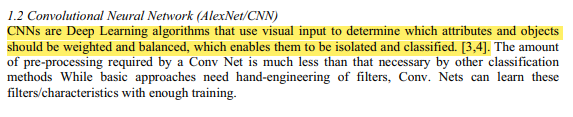 1.2 Convolutional Neural Network (AlexNet/CNN)
CNNs are Deep Learning algorithms that use visual input to determine which attributes and objects
should be weighted and balanced, which enables them to be isolated and classified. [3,4]. The amount
of pre-processing required by a Conv Net is much less than that necessary by other classification
methods While basic approaches need hand-engineering of filters, Conv. Nets can learn these
filters/characteristics with enough training.